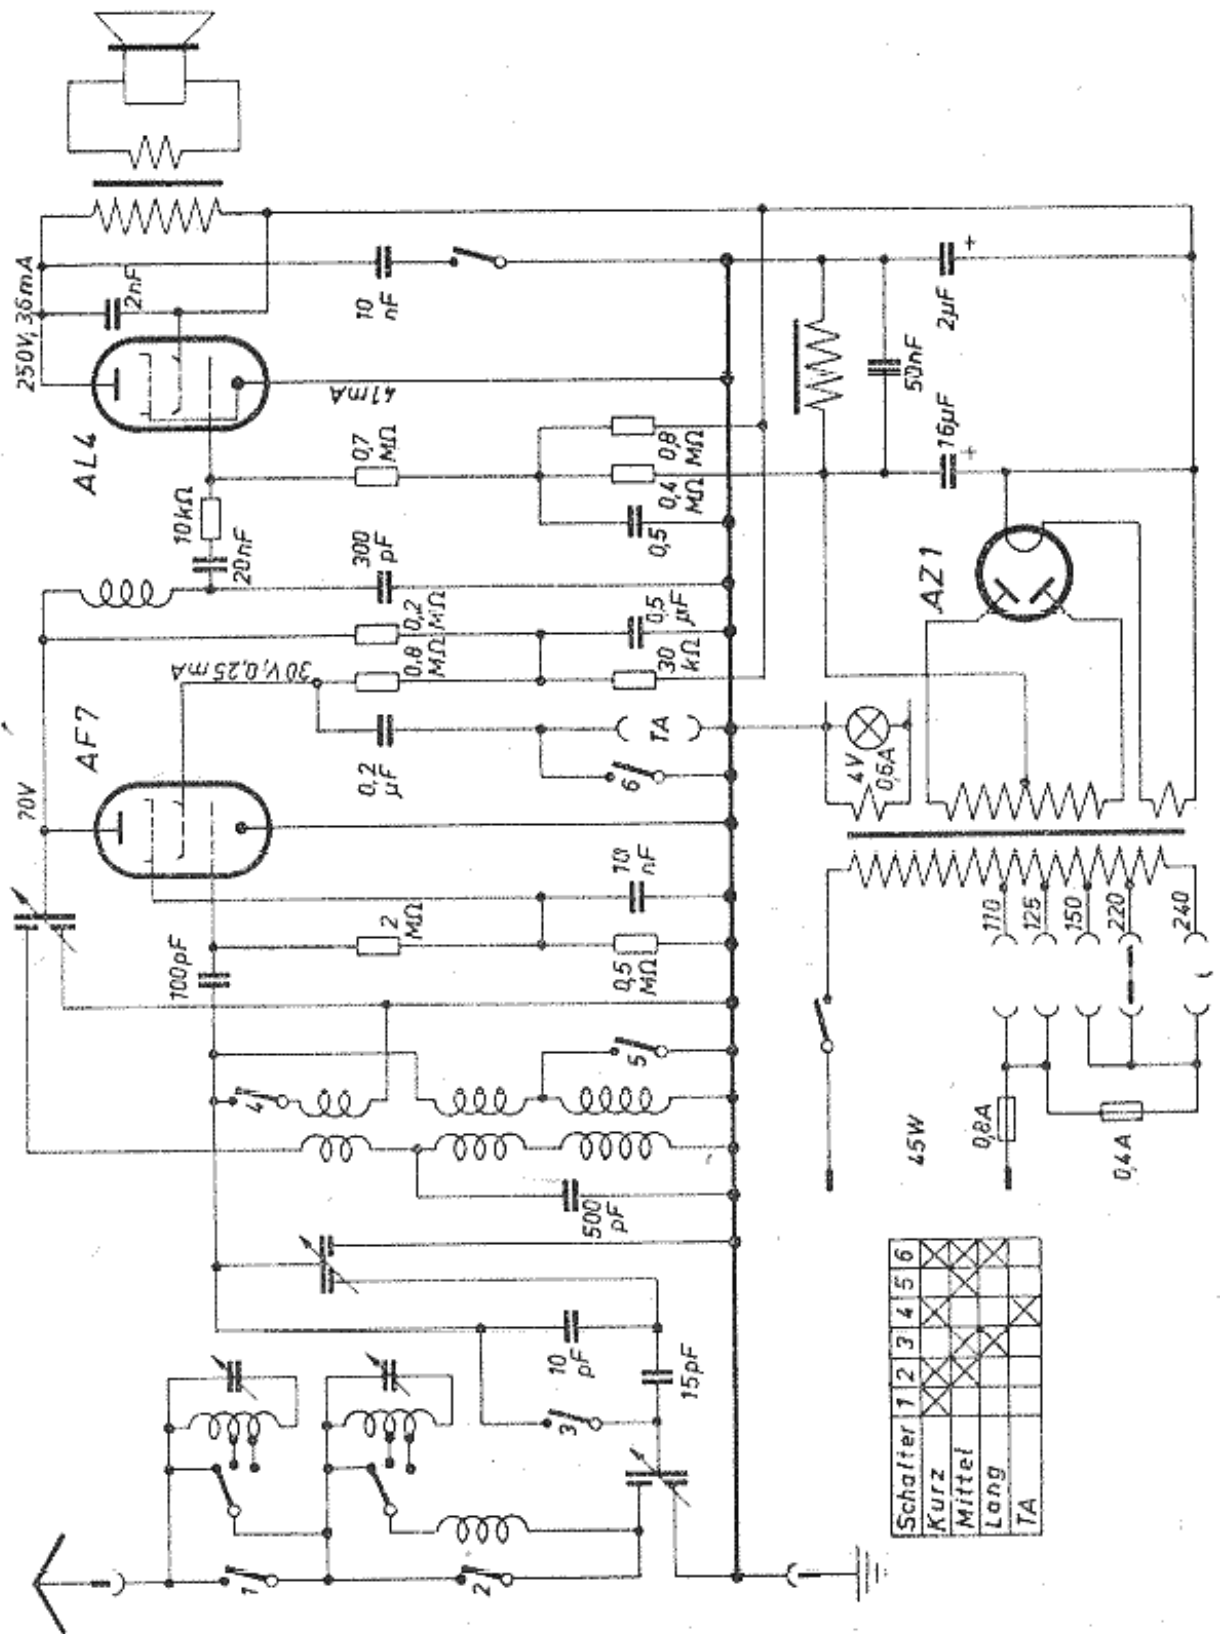 250V, 36mA
2nF
10
nF
AL4
41mA
0,7
MΩ
0,8
MΩ
0,4
MΩ
0,5
10kΩ
20nF
300
pF
0,2
MΩ
0,8
MΩ
30V, 0,25mA
0,5
µF
30
kΩ
AF7
70V
0,2
µF
TA
6
2
MΩ
10
nF
0,5
MΩ
100pF
4
5
500
pF
10
pF
15pF
3
1
2
2µF
50nF
16µF
AZ1
4V
0,6A
110
125
150
220
240
45W
0,8A
0,4A
Schalter 1 2 3 4 5 6
Kurz
Mittel
Lang
TA